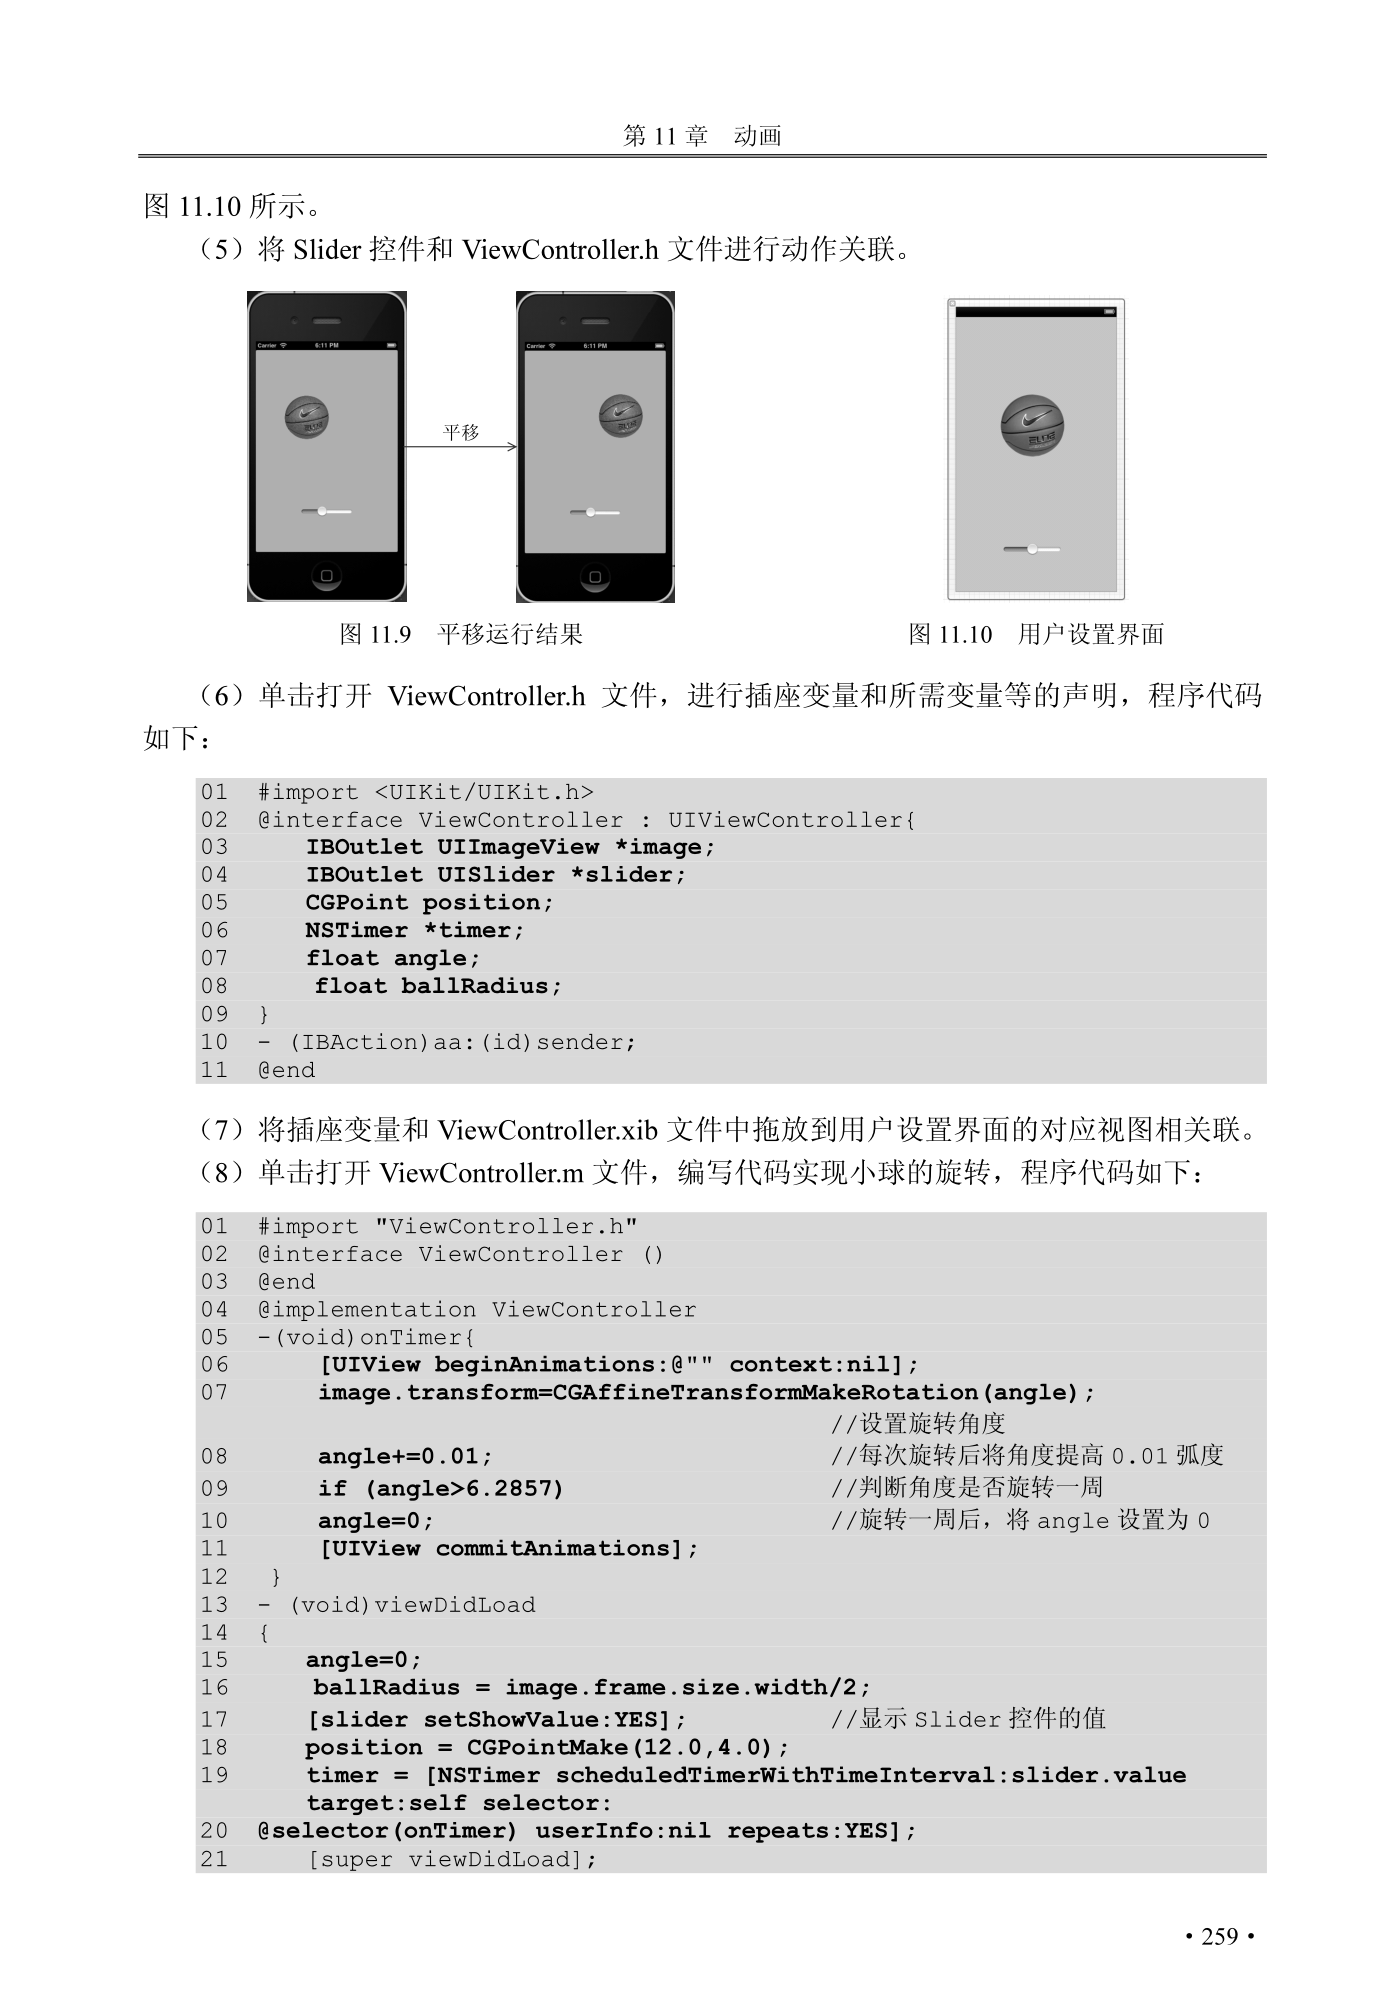 第 11 章　动画
图 11.10 所示。
（5）将 Slider 控件和 ViewController.h 文件进行动作关联。
Carrier 6:11 PM
Carrier 6:11 PM
平移
ELITE
ELITE
ELITE
图 11.9　平移运行结果
图 11.10　用户设置界面
（6）单击打开 ViewController.h 文件，进行插座变量和所需变量等的声明，程序代码
如下：
01 #import <UIKit/UIKit.h>
02 @interface ViewController : UIViewController{
03 IBOutlet UIImageView *image;
04 IBOutlet UISlider *slider;
05 CGPoint position;
06 NSTimer *timer;
07 float angle;
08 float ballRadius;
09 }
10 - (IBAction)aa:(id)sender;
11 @end
（7）将插座变量和 ViewController.xib 文件中拖放到用户设置界面的对应视图相关联。
（8）单击打开 ViewController.m 文件，编写代码实现小球的旋转，程序代码如下：
01 #import "ViewController.h"
02 @interface ViewController ()
03 @end
04 @implementation ViewController
05 -(void)onTimer{
06 [UIView beginAnimations:@"" context:nil];
07 image.transform=CGAffineTransformMakeRotation(angle);
//设置旋转角度
08 angle+=0.01; //每次旋转后将角度提高 0.01 弧度
09 if (angle>6.2857) //判断角度是否旋转一周
10 angle=0; //旋转一周后，将 angle 设置为 0
11 [UIView commitAnimations];
12 }
13 - (void)viewDidLoad
14 {
15 angle=0;
16 ballRadius = image.frame.size.width/2;
17 [slider setShowValue:YES]; //显示 Slider 控件的值
18 position = CGPointMake(12.0,4.0);
19 timer = [NSTimer scheduledTimerWithTimeInterval:slider.value
target:self selector:
20 @selector(onTimer) userInfo:nil repeats:YES];
21 [super viewDidLoad];
• 259 •